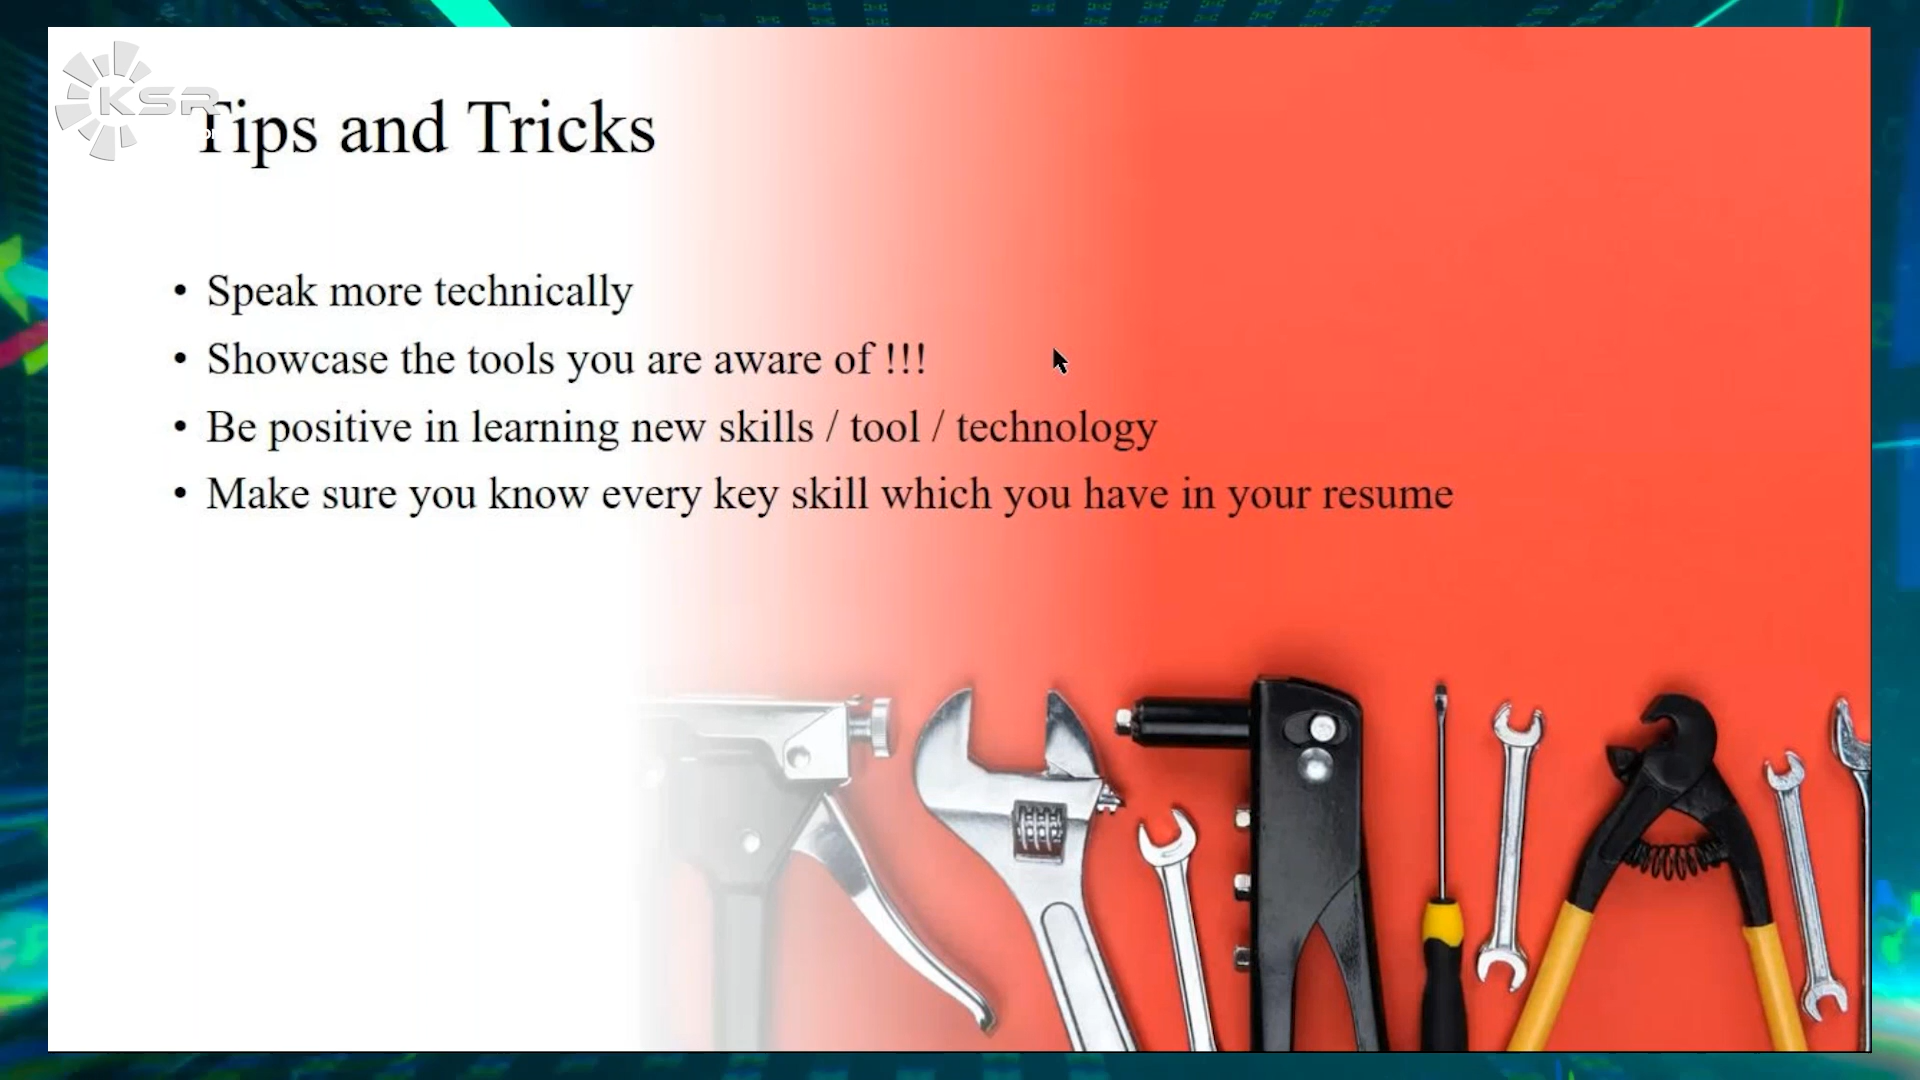 KSR
Tips and Tricks
• Speak more technically
• Showcase the tools you are aware of !!!
• Be positive in learning new skills / tool / technology
• Make sure you know every key skill which you have in your resume